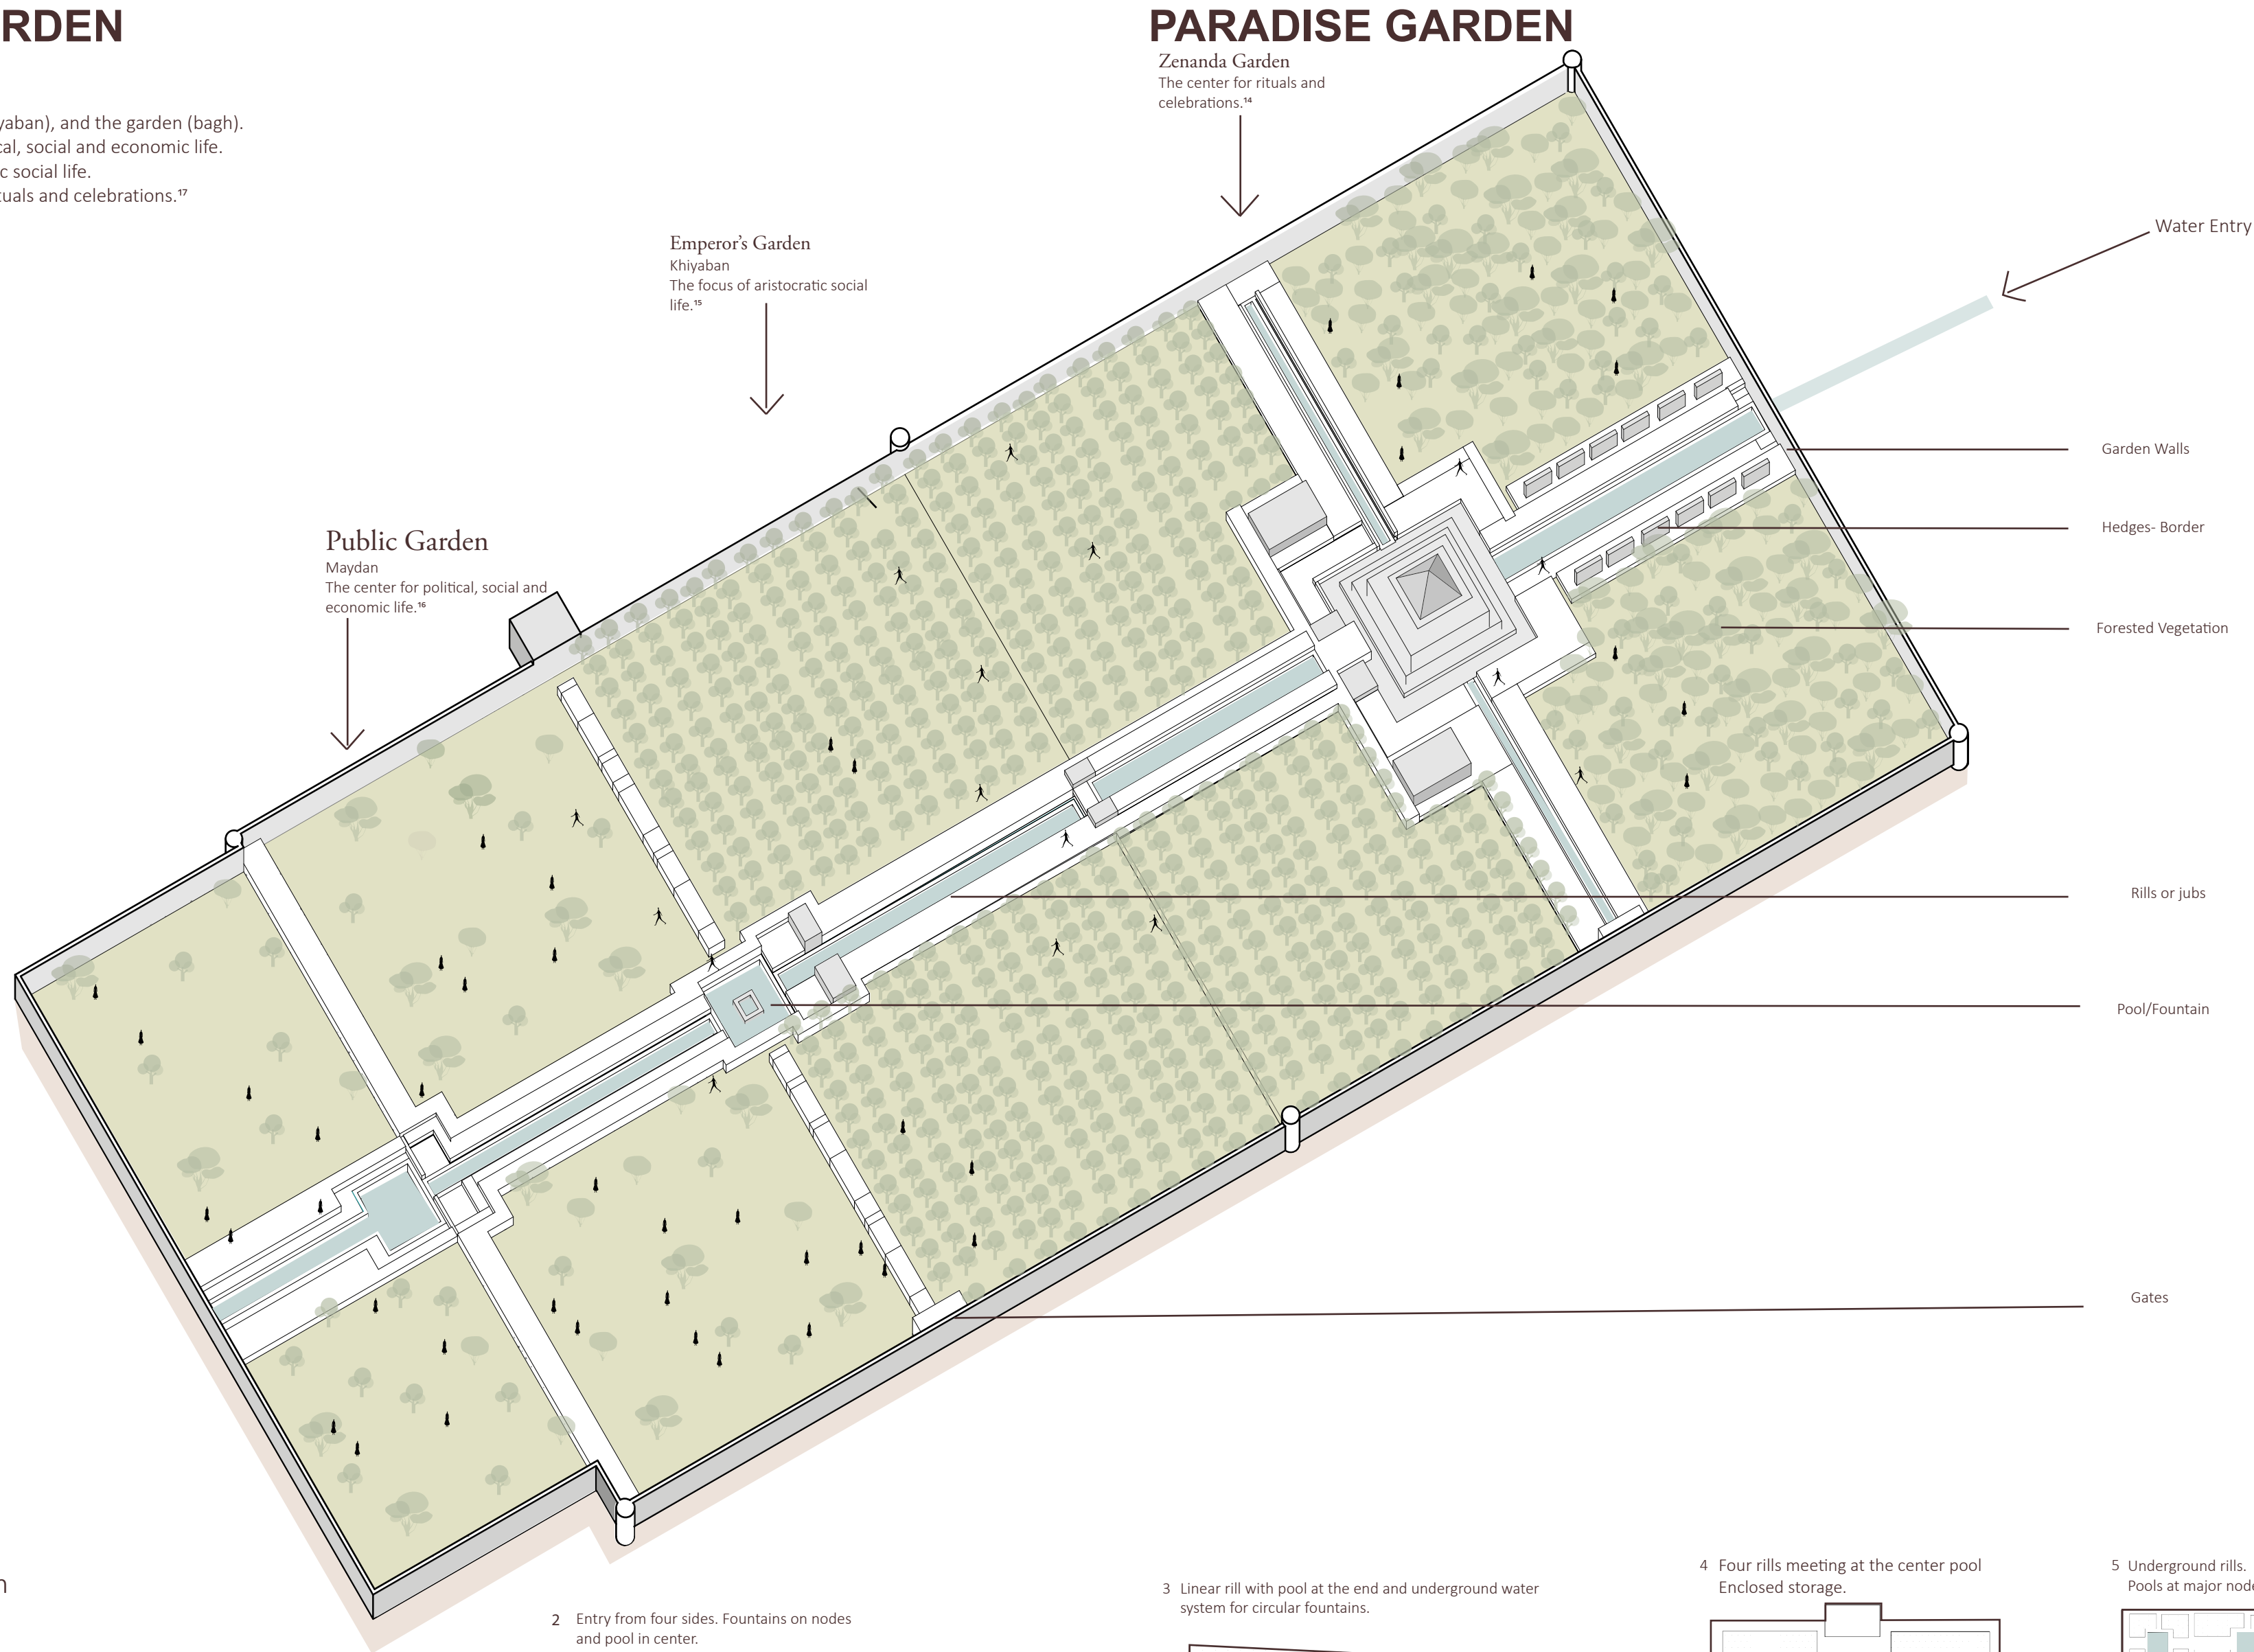 RDEN
PARADISE GARDEN
yaban), and the garden (bagh).
cal, social and economic life.
c social life.
tuals and celebrations.¹⁷
Zenanda Garden
The center for rituals and
celebrations.¹⁴
Emperor’s Garden
Khiyaban
The focus of aristocratic social
life.¹⁵
Public Garden
Maydan
The center for political, social and
economic life.¹⁶
Water Entry
Garden Walls
Hedges- Border
Forested Vegetation
Rills or jubs
Pool/Fountain
Gates
n
2 Entry from four sides. Fountains on nodes
and pool in center.
3 Linear rill with pool at the end and underground water
system for circular fountains.
4 Four rills meeting at the center pool
Enclosed storage.
5 Underground rills.
Pools at major node